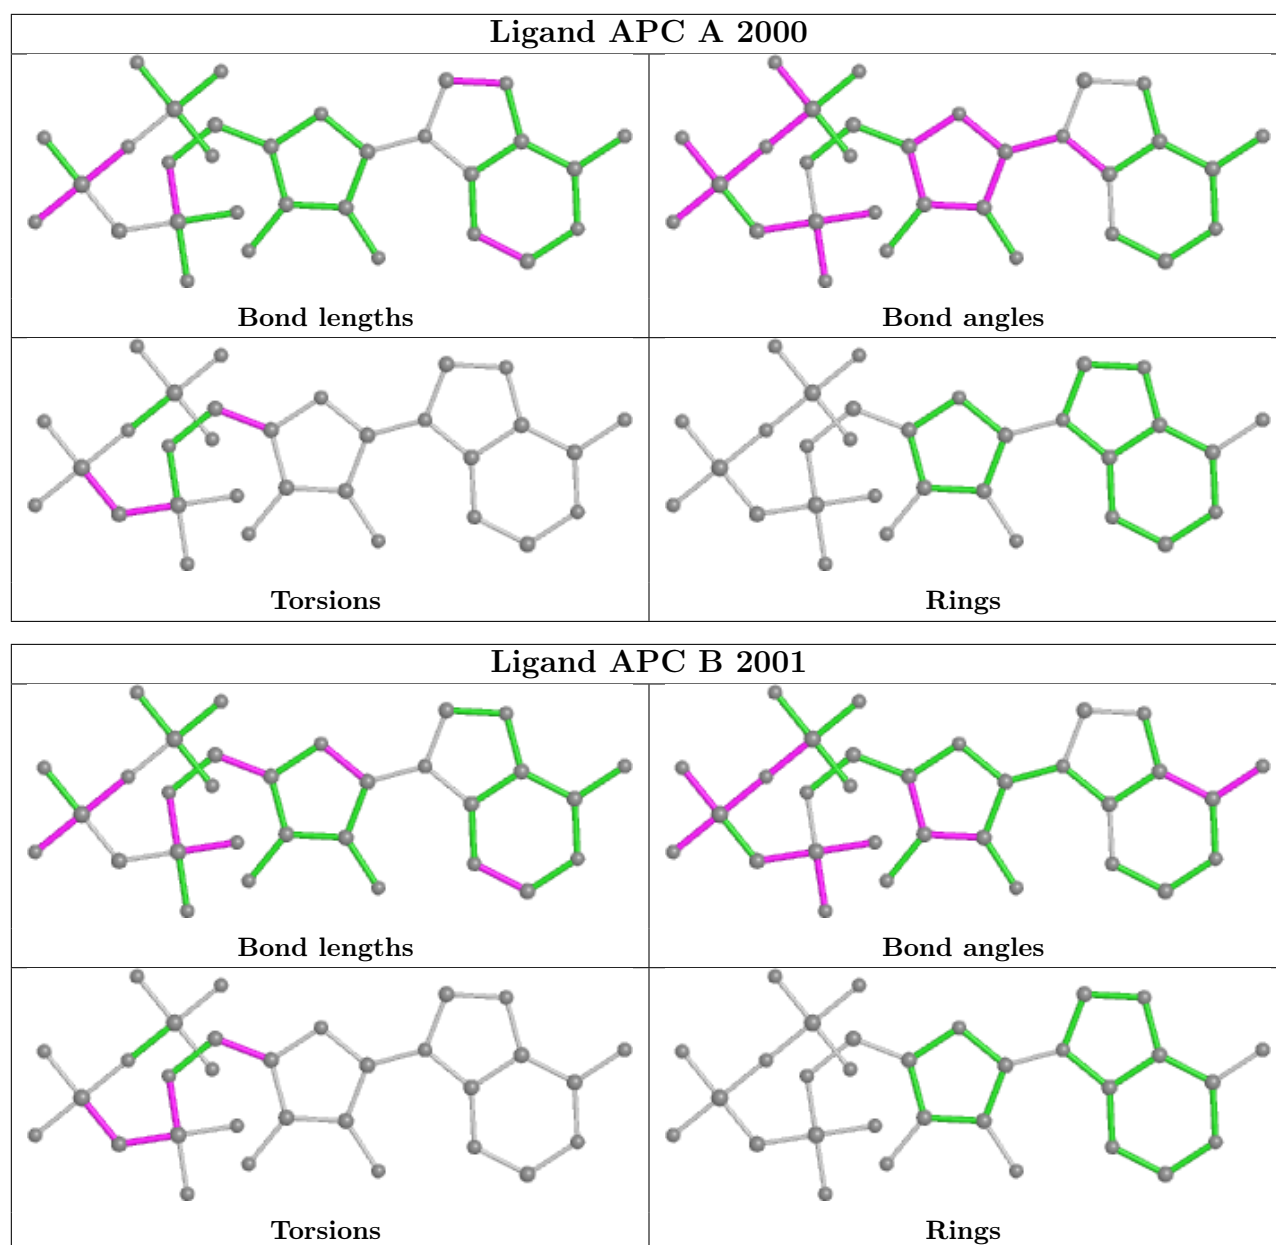 Ligand APC A 2000
Bond lengths
Bond angles
Torsions
Rings
Ligand APC B 2001
Bond lengths
Bond angles
Torsions
Rings